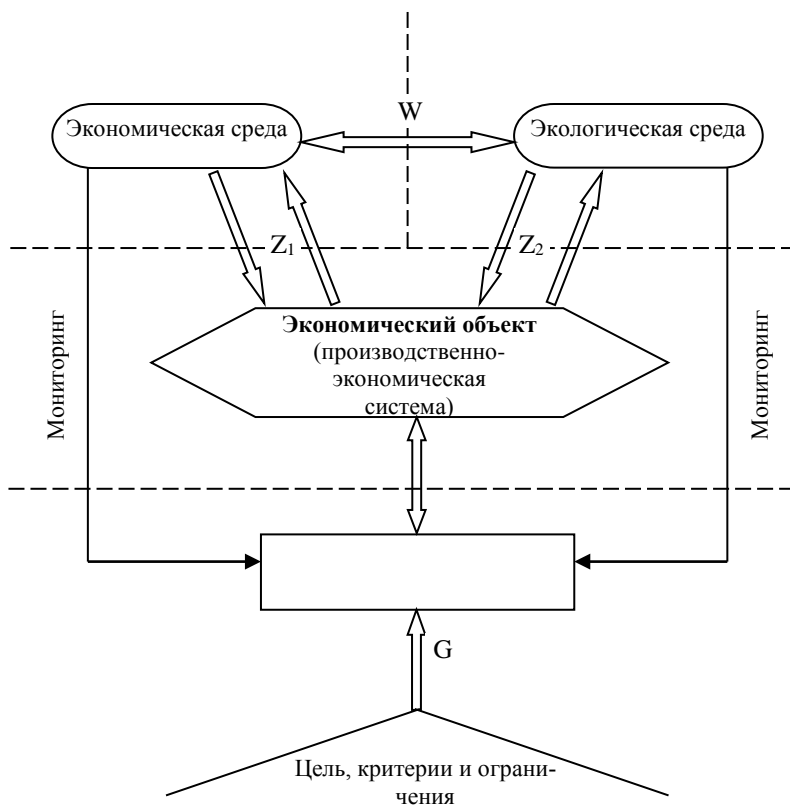 W
Экономическая среда
Экологическая среда
Z1
Z2
Экономический объект
(производственно-
экономическая
система)
Мониторинг
Мониторинг
G
Цель, критерии и ограни-
чения